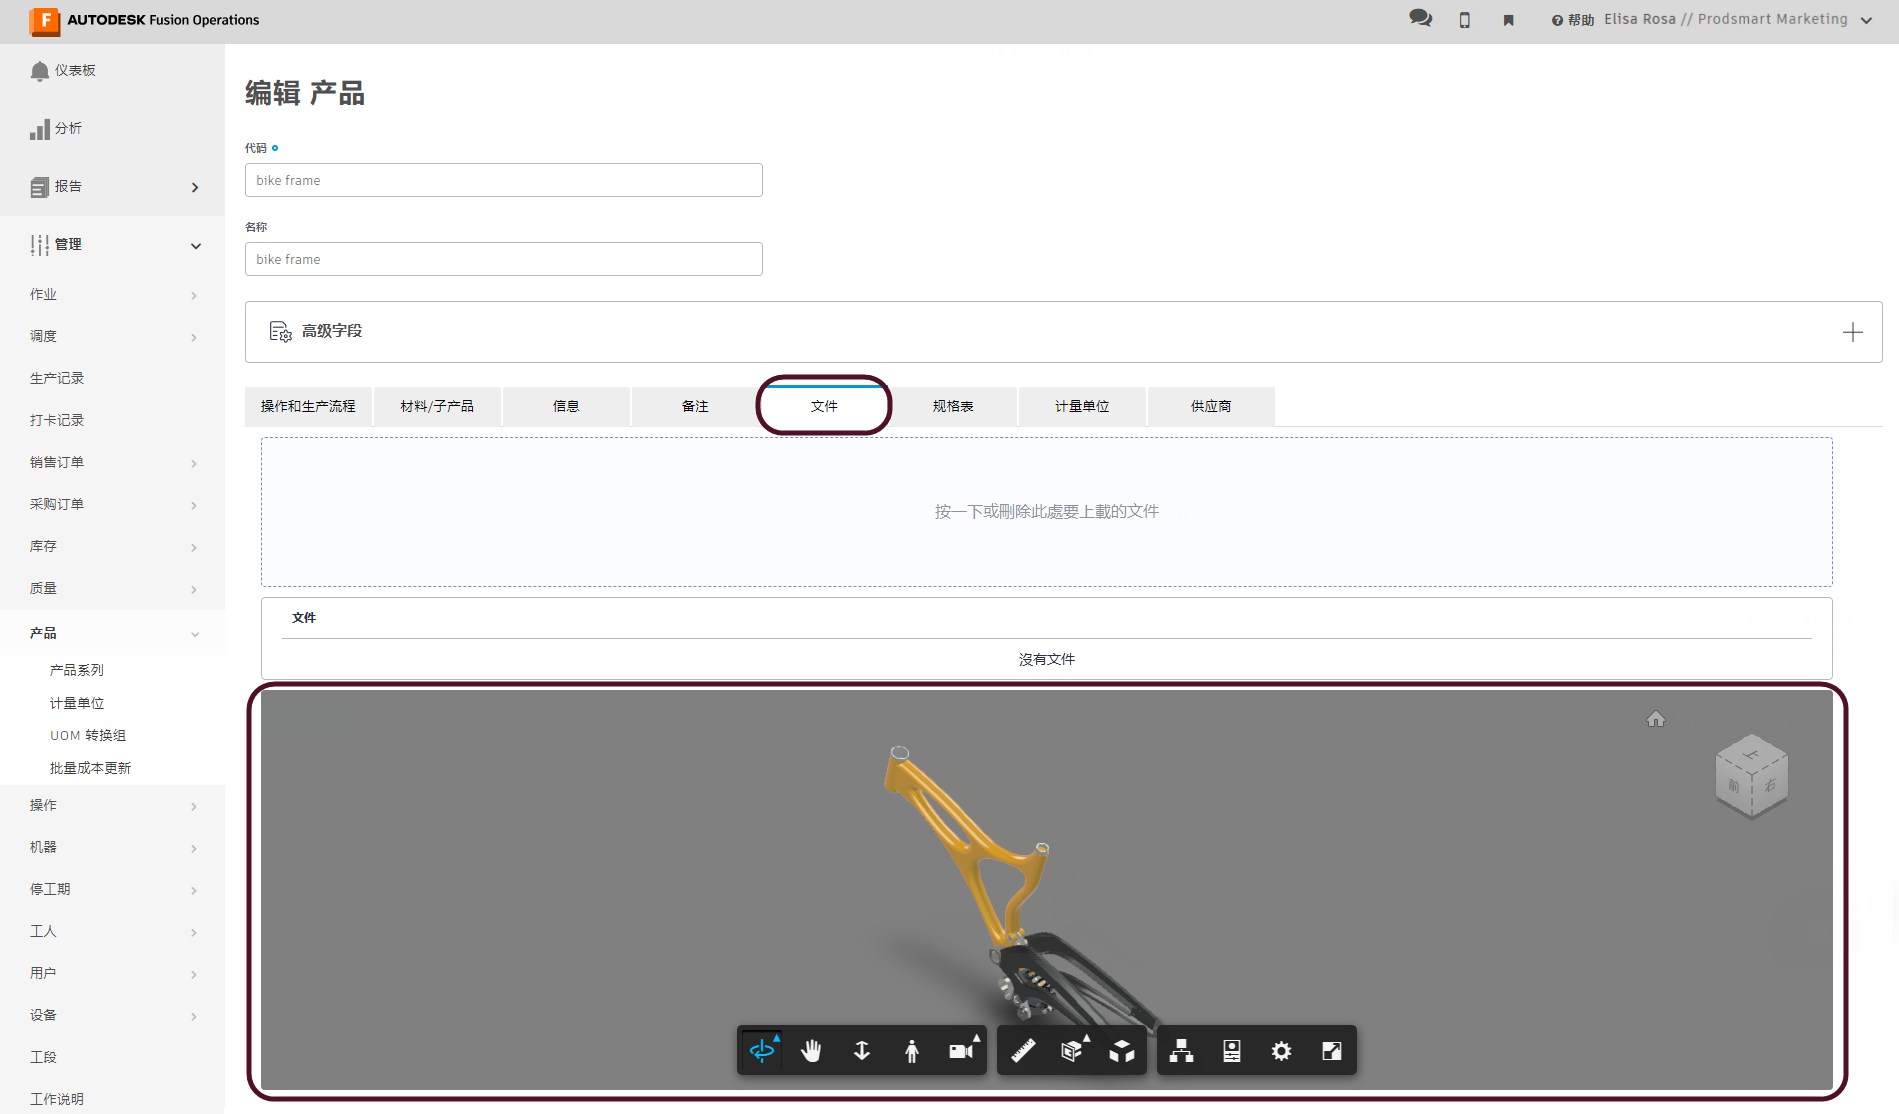 F AUTODESK Fusion Operations
帮助 Elisa Rosa // Prodsmart Marketing
仪表板
分析
报告
管理
作业
调度
生产记录
打卡记录
销售订单
采购订单
库存
质量
产品
产品系列
计量单位
UOM 转换组
批量成本更新
操作
机器
停工期
工人
用户
设备
工段
工作说明
编辑 产品
代码
bike frame
名称
bike frame
高级字段
操作和生产流程 材料/子产品 信息 备注 文件 规格表 计量单位 供应商
按一下或刪除此處要上載的文件
文件
沒有文件
上
前 右